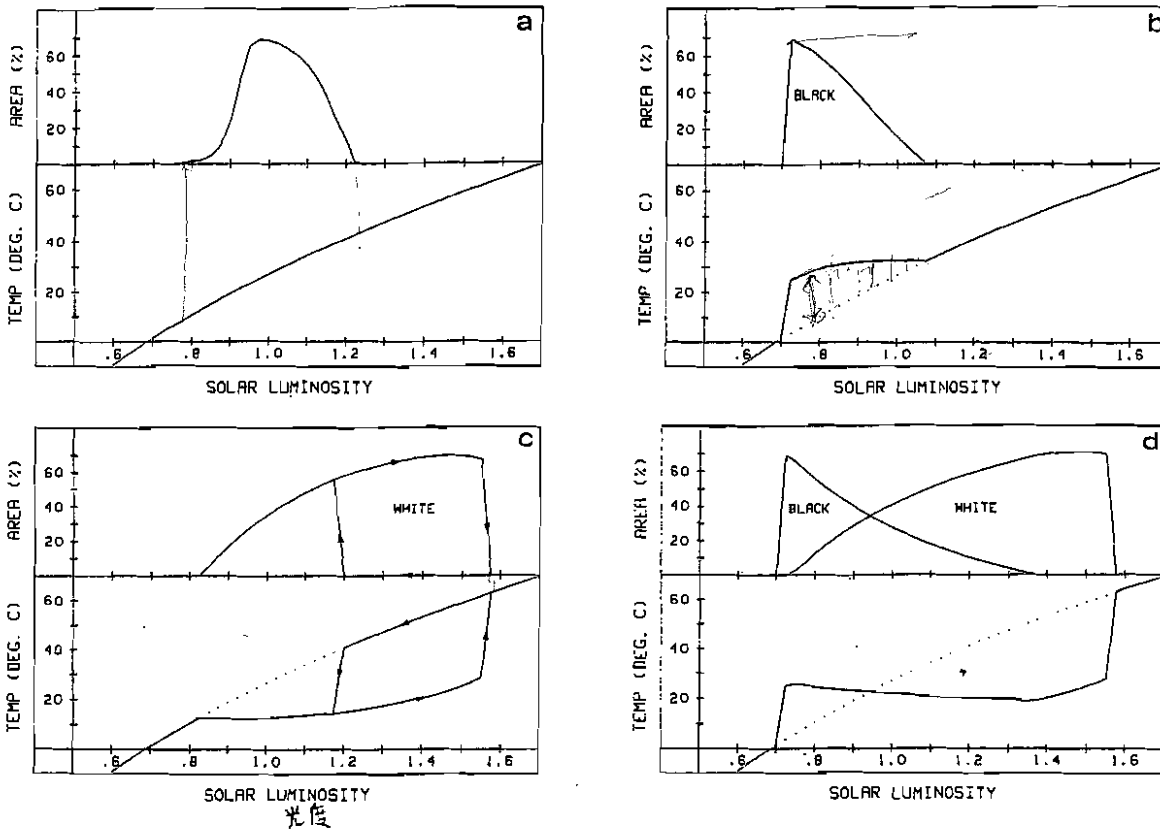 a
AREA (%)
60
40
20
TEMP (DEG. C)
60
40
20
.6 .8 1.0 1.2 1.4 1.6
SOLAR LUMINOSITY
b
AREA (%)
60
40
20
BLACK
TEMP (DEG. C)
60
40
20
.6 .8 1.0 1.2 1.4 1.6
SOLAR LUMINOSITY
c
AREA (%)
60
40
20
WHITE
TEMP (DEG. C)
60
40
20
.6 .8 1.0 1.2 1.4 1.6
SOLAR LUMINOSITY
光度
d
AREA (%)
60
40
20
BLACK
WHITE
TEMP (DEG. C)
60
40
20
.6 .8 1.0 1.2 1.4 1.6
SOLAR LUMINOSITY